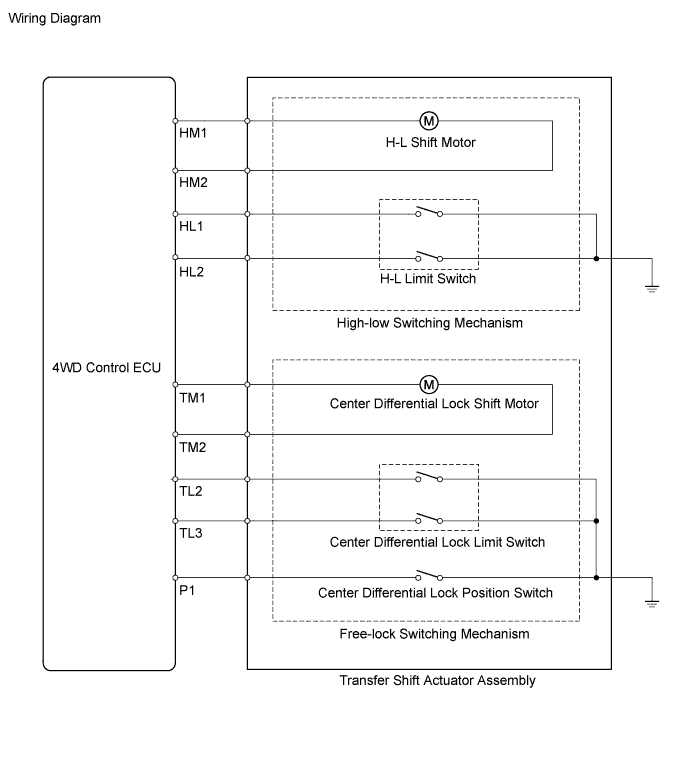 Wiring Diagram
HM1
M
H-L Shift Motor
HM2
HL1
HL2
H-L Limit Switch
High-low Switching Mechanism
4WD Control ECU
M
TM1
Center Differential Lock Shift Motor
TM2
TL2
TL3
Center Differential Lock Limit Switch
P1
Center Differential Lock Position Switch
Free-lock Switching Mechanism
Transfer Shift Actuator Assembly